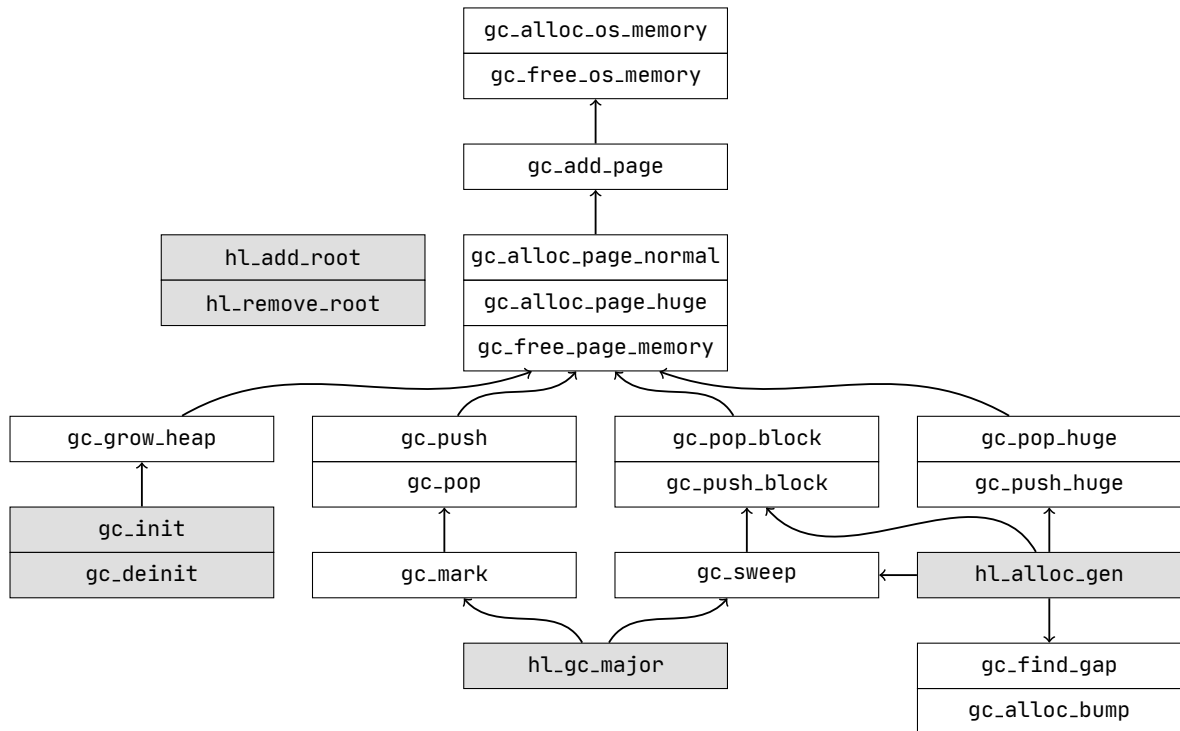 gc_alloc_os_memory
gc_free_os_memory
gc_add_page
hl_add_root
hl_remove_root
gc_alloc_page_normal
gc_alloc_page_huge
gc_free_page_memory
gc_grow_heap
gc_push
gc_pop
gc_pop_block
gc_push_block
gc_pop_huge
gc_push_huge
gc_init
gc_deinit
gc_mark
gc_sweep
hl_alloc_gen
hl_gc_major
gc_find_gap
gc_alloc_bump